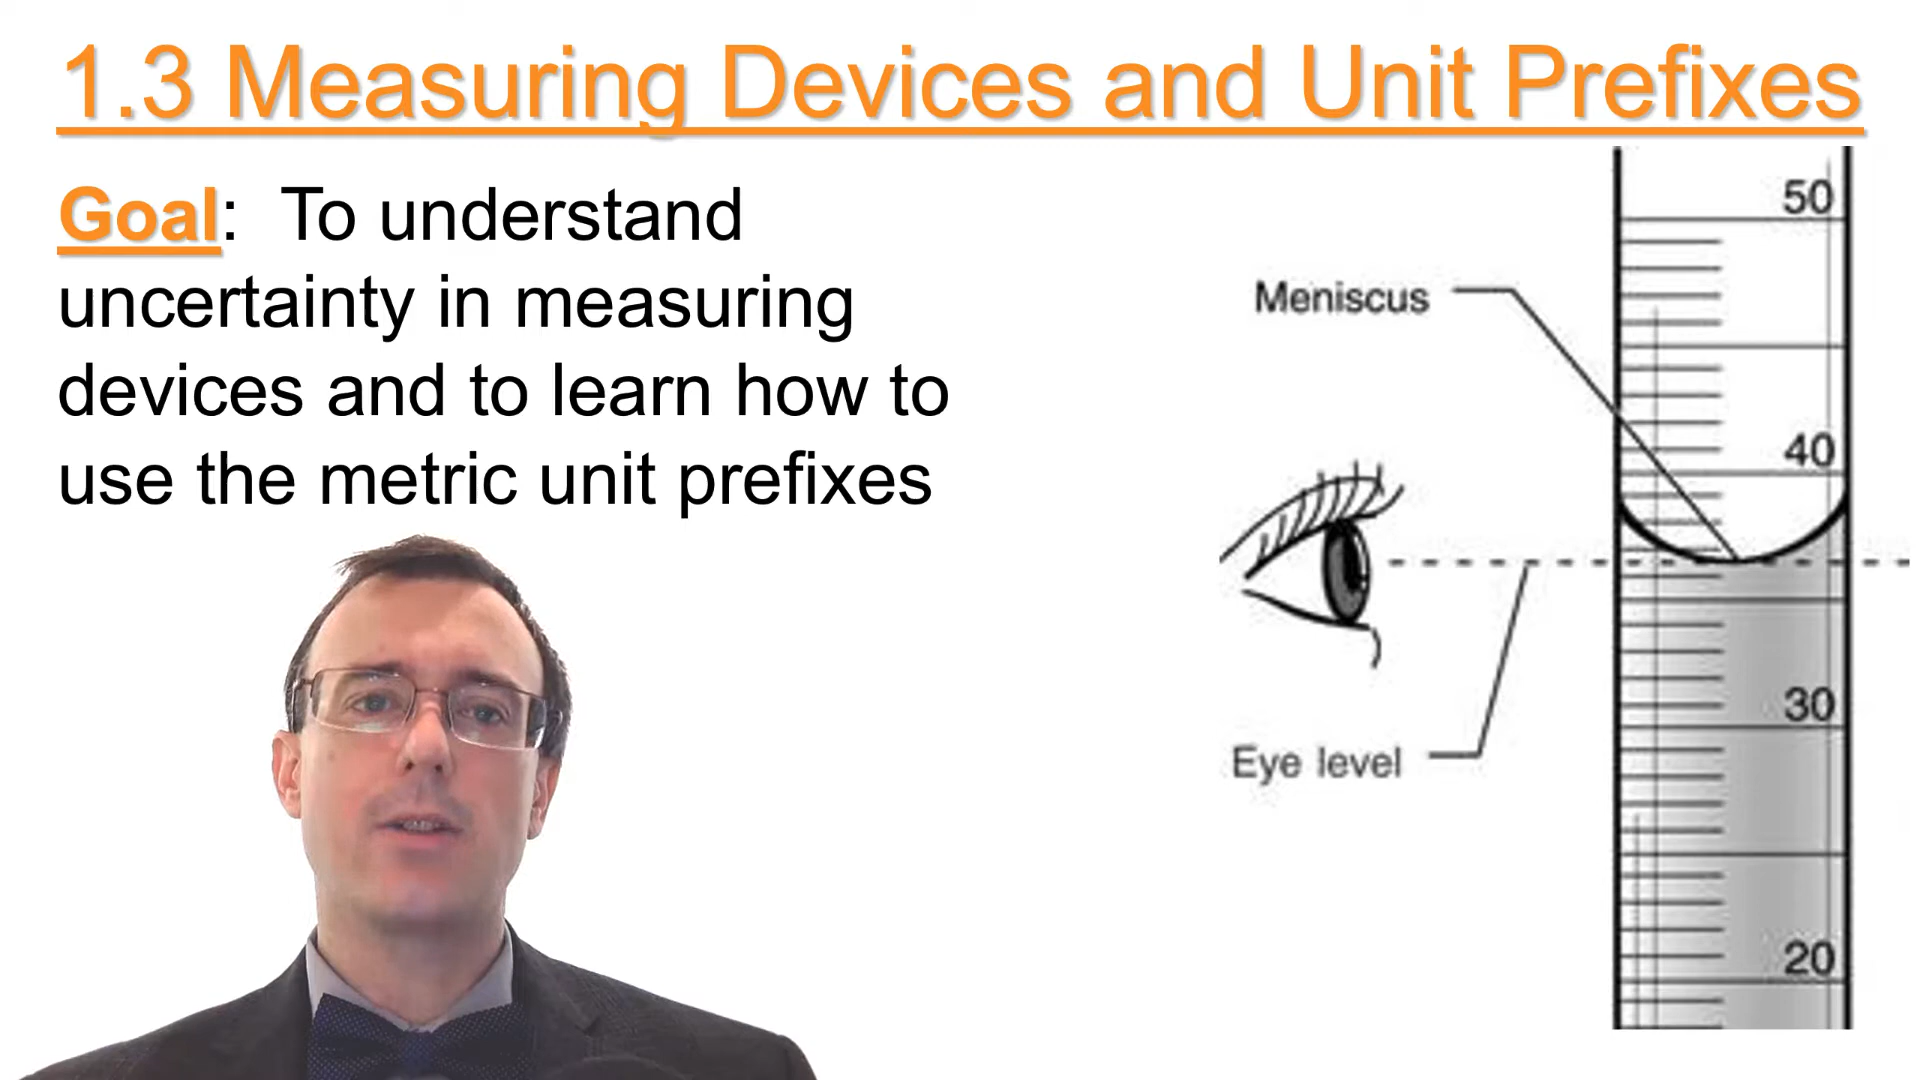 1.3 Measuring Devices and Unit Prefixes
Goal: To understand
uncertainty in measuring
devices and to learn how to
use the metric unit prefixes
Meniscus
Eye level
50
40
30
20